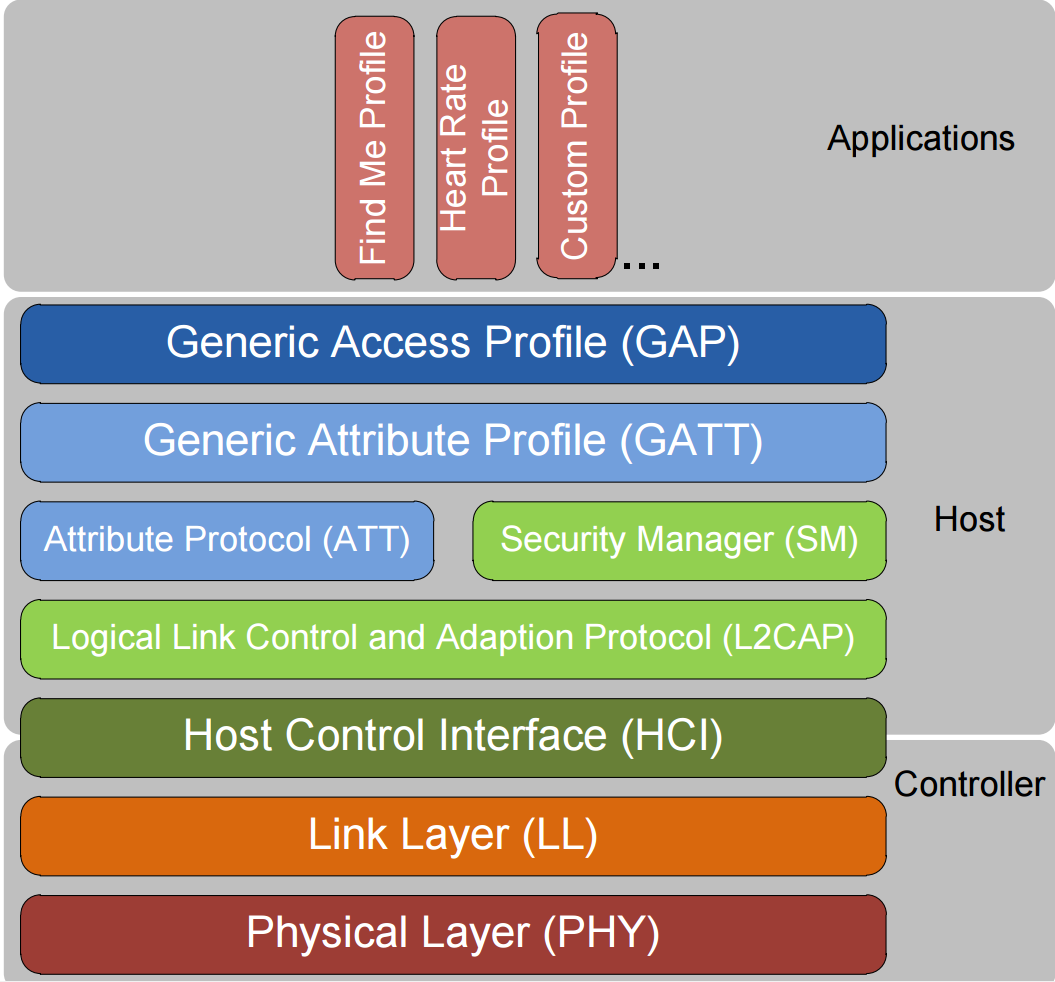 Find Me Profile
Heart Rate
Profile
Custom Profile
...
Applications
Generic Access Profile (GAP)
Generic Attribute Profile (GATT)
Attribute Protocol (ATT)
Security Manager (SM)
Host
Logical Link Control and Adaption Protocol (L2CAP)
Host Control Interface (HCI)
Controller
Link Layer (LL)
Physical Layer (PHY)